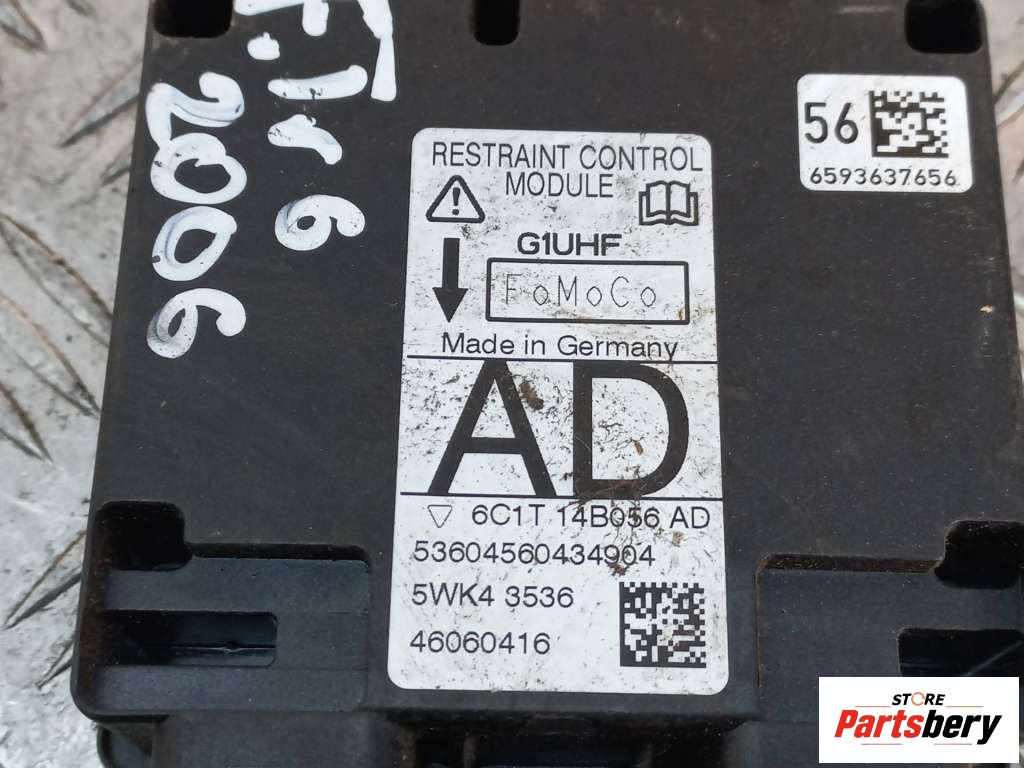 F.1r6
2006
56
6593637656
RESTRAINT CONTROL
MODULE
G1UHF
FoMoCo
Made in Germany
AD
6C1T 14B056 AD
53604560434904
5WK4 3536
46060416
STORE
Partsbery